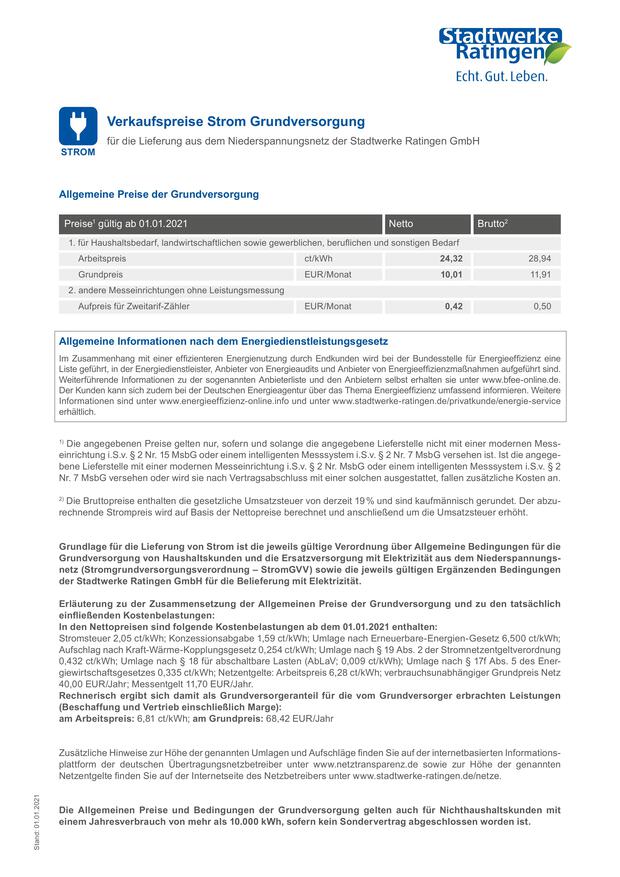 Stadtwerke
Ratingen
Echt. Gut. Leben.
STROM
Verkaufspreise Strom Grundversorgung
für die Lieferung aus dem Niederspannungsnetz der Stadtwerke Ratingen GmbH
Allgemeine Preise der Grundversorgung
Preise¹ gültig ab 01.01.2021 Netto Brutto²
1. für Haushaltsbedarf, landwirtschaftlichen sowie gewerblichen, beruflichen und sonstigen Bedarf
Arbeitspreis ct/kWh 24,32 28,94
Grundpreis EUR/Monat 10,01 11,91
2. andere Messeinrichtungen ohne Leistungsmessung
Aufpreis für Zweitarif-Zähler EUR/Monat 0,42 0,50
Allgemeine Informationen nach dem Energiedienstleistungsgesetz
Im Zusammenhang mit einer effizienteren Energienutzung durch Endkunden wird bei der Bundesstelle für Energieeffizienz eine
Liste geführt, in der Energiedienstleister, Anbieter von Energieaudits und Anbieter von Energieeffizienzmaßnahmen aufgeführt sind.
Weiterführende Informationen zu der sogenannten Anbieterliste und den Anbietern selbst erhalten sie unter www.bfee-online.de.
Der Kunden kann sich zudem bei der Deutschen Energieagentur über das Thema Energieeffizienz umfassend informieren. Weitere
Informationen sind unter www.energieeffizienz-online.info und unter www.stadtwerke-ratingen.de/privatkunde/energie-service
erhältlich.
¹⁾ Die angegebenen Preise gelten nur, sofern und solange die angegebene Lieferstelle nicht mit einer modernen Mess-
einrichtung i.S.v. § 2 Nr. 15 MsbG oder einem intelligenten Messsystem i.S.v. § 2 Nr. 7 MsbG versehen ist. Ist die angege-
bene Lieferstelle mit einer modernen Messeinrichtung i.S.v. § 2 Nr. MsbG oder einem intelligenten Messsystem i.S.v. § 2
Nr. 7 MsbG versehen oder wird sie nach Vertragsabschluss mit einer solchen ausgestattet, fallen zusätzliche Kosten an.
²⁾ Die Bruttopreise enthalten die gesetzliche Umsatzsteuer von derzeit 19% und sind kaufmännisch gerundet. Der abzu-
rechnende Strompreis wird auf Basis der Nettopreise berechnet und anschließend um die Umsatzsteuer erhöht.
Grundlage für die Lieferung von Strom ist die jeweils gültige Verordnung über Allgemeine Bedingungen für die
Grundversorgung von Haushaltskunden und die Ersatzversorgung mit Elektrizität aus dem Niederspannungs-
netz (Stromgrundversorgungsverordnung – StromGVV) sowie die jeweils gültigen Ergänzenden Bedingungen
der Stadtwerke Ratingen GmbH für die Belieferung mit Elektrizität.
Erläuterung zu der Zusammensetzung der Allgemeinen Preise der Grundversorgung und zu den tatsächlich
einfließenden Kostenbelastungen:
In den Nettopreisen sind folgende Kostenbelastungen ab dem 01.01.2021 enthalten:
Stromsteuer 2,05 ct/kWh; Konzessionsabgabe 1,59 ct/kWh; Umlage nach Erneuerbare-Energien-Gesetz 6,500 ct/kWh;
Aufschlag nach Kraft-Wärme-Kopplungsgesetz 0,254 ct/kWh; Umlage nach § 19 Abs. 2 der Stromnetzentgeltverordnung
0,432 ct/kWh; Umlage nach § 18 für abschaltbare Lasten (AbLaV; 0,009 ct/kWh); Umlage nach § 17f Abs. 5 des Ener-
giewirtschaftsgesetzes 0,335 ct/kWh; Netzentgelte: Arbeitspreis 6,28 ct/kWh; verbrauchsunabhängiger Grundpreis Netz
40,00 EUR/Jahr; Messentgelt 11,70 EUR/Jahr.
Rechnerisch ergibt sich damit als Grundversorgeranteil für die vom Grundversorger erbrachten Leistungen
(Beschaffung und Vertrieb einschließlich Marge):
am Arbeitspreis: 6,81 ct/kWh; am Grundpreis: 68,42 EUR/Jahr
Zusätzliche Hinweise zur Höhe der genannten Umlagen und Aufschläge finden Sie auf der internetbasierten Informations-
plattform der deutschen Übertragungsnetzbetreiber unter www.netztransparenz.de sowie zur Höhe der genannten
Netzentgelte finden Sie auf der Internetseite des Netzbetreibers unter www.stadtwerke-ratingen.de/netze.
Die Allgemeinen Preise und Bedingungen der Grundversorgung gelten auch für Nichthaushaltskunden mit
einem Jahresverbrauch von mehr als 10.000 kWh, sofern kein Sondervertrag abgeschlossen worden ist.
Stand: 01.01.2021